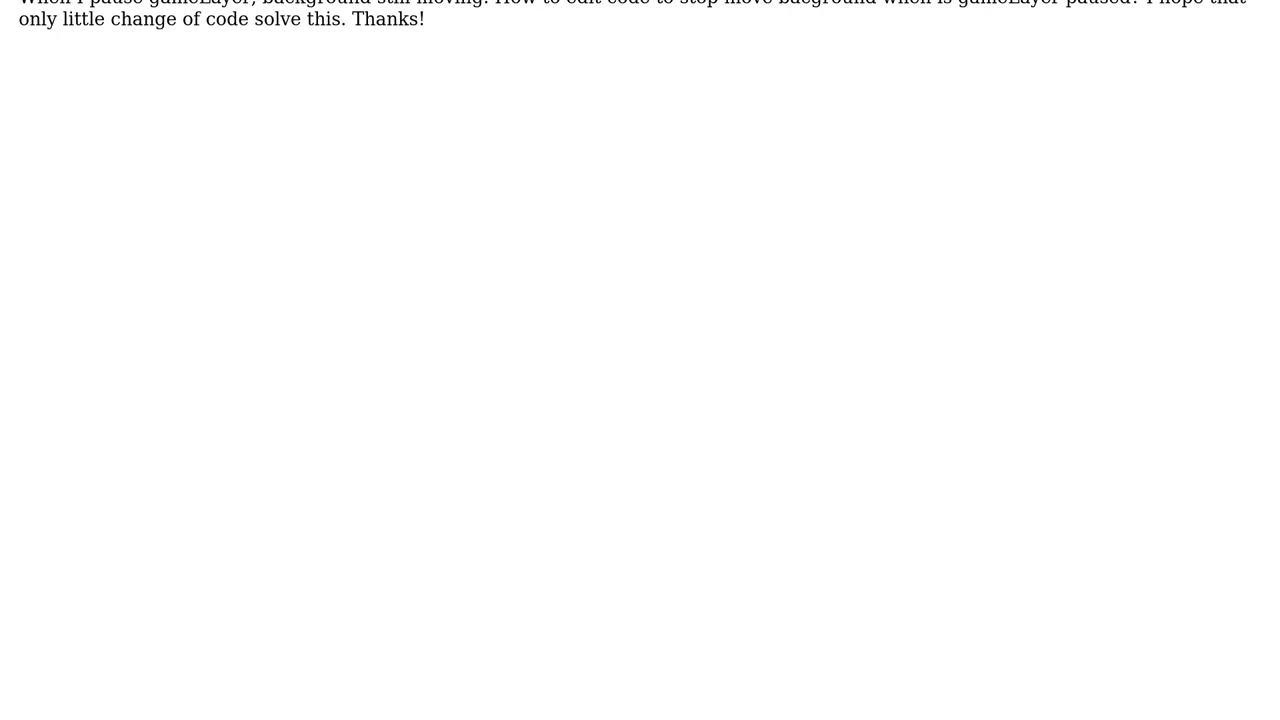 When I pause gameLayer, background still moving. How to edit code to stop move bacground when is gameLayer paused? I hope that
only little change of code solve this. Thanks!